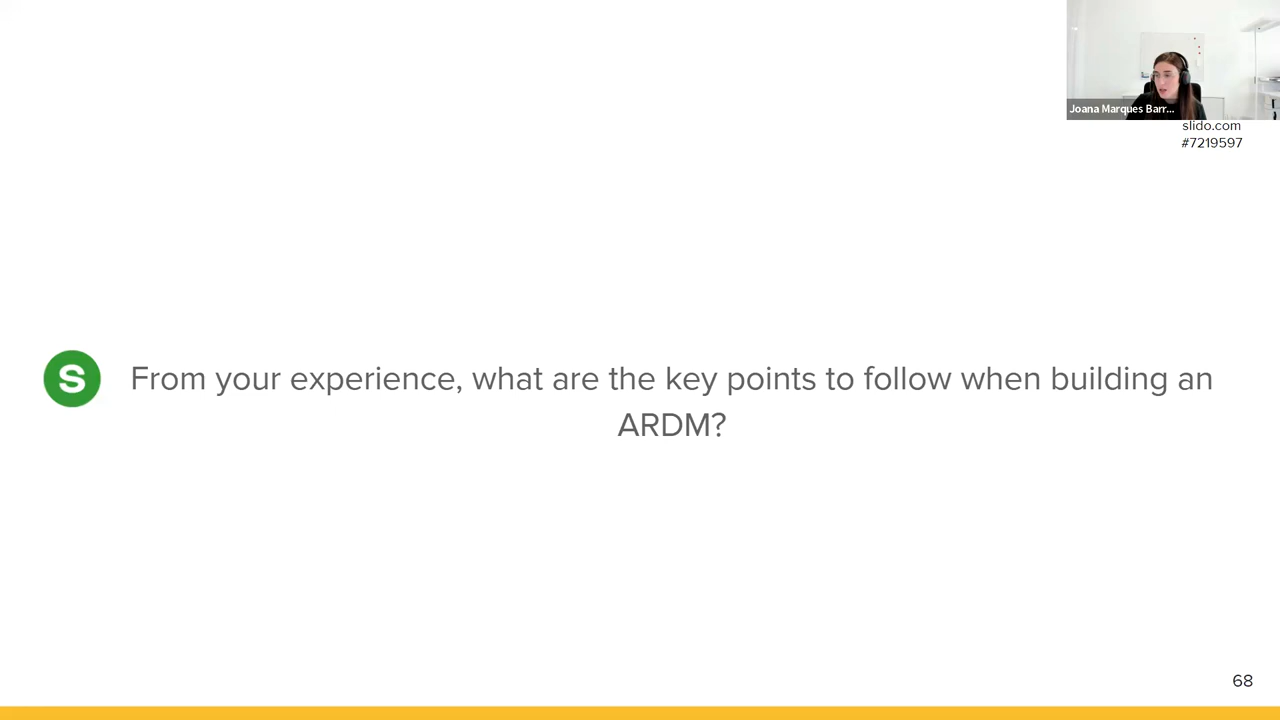 Joana Marques Barr...
slido.com
#7219597
S
From your experience, what are the key points to follow when building an
ARDM?
68